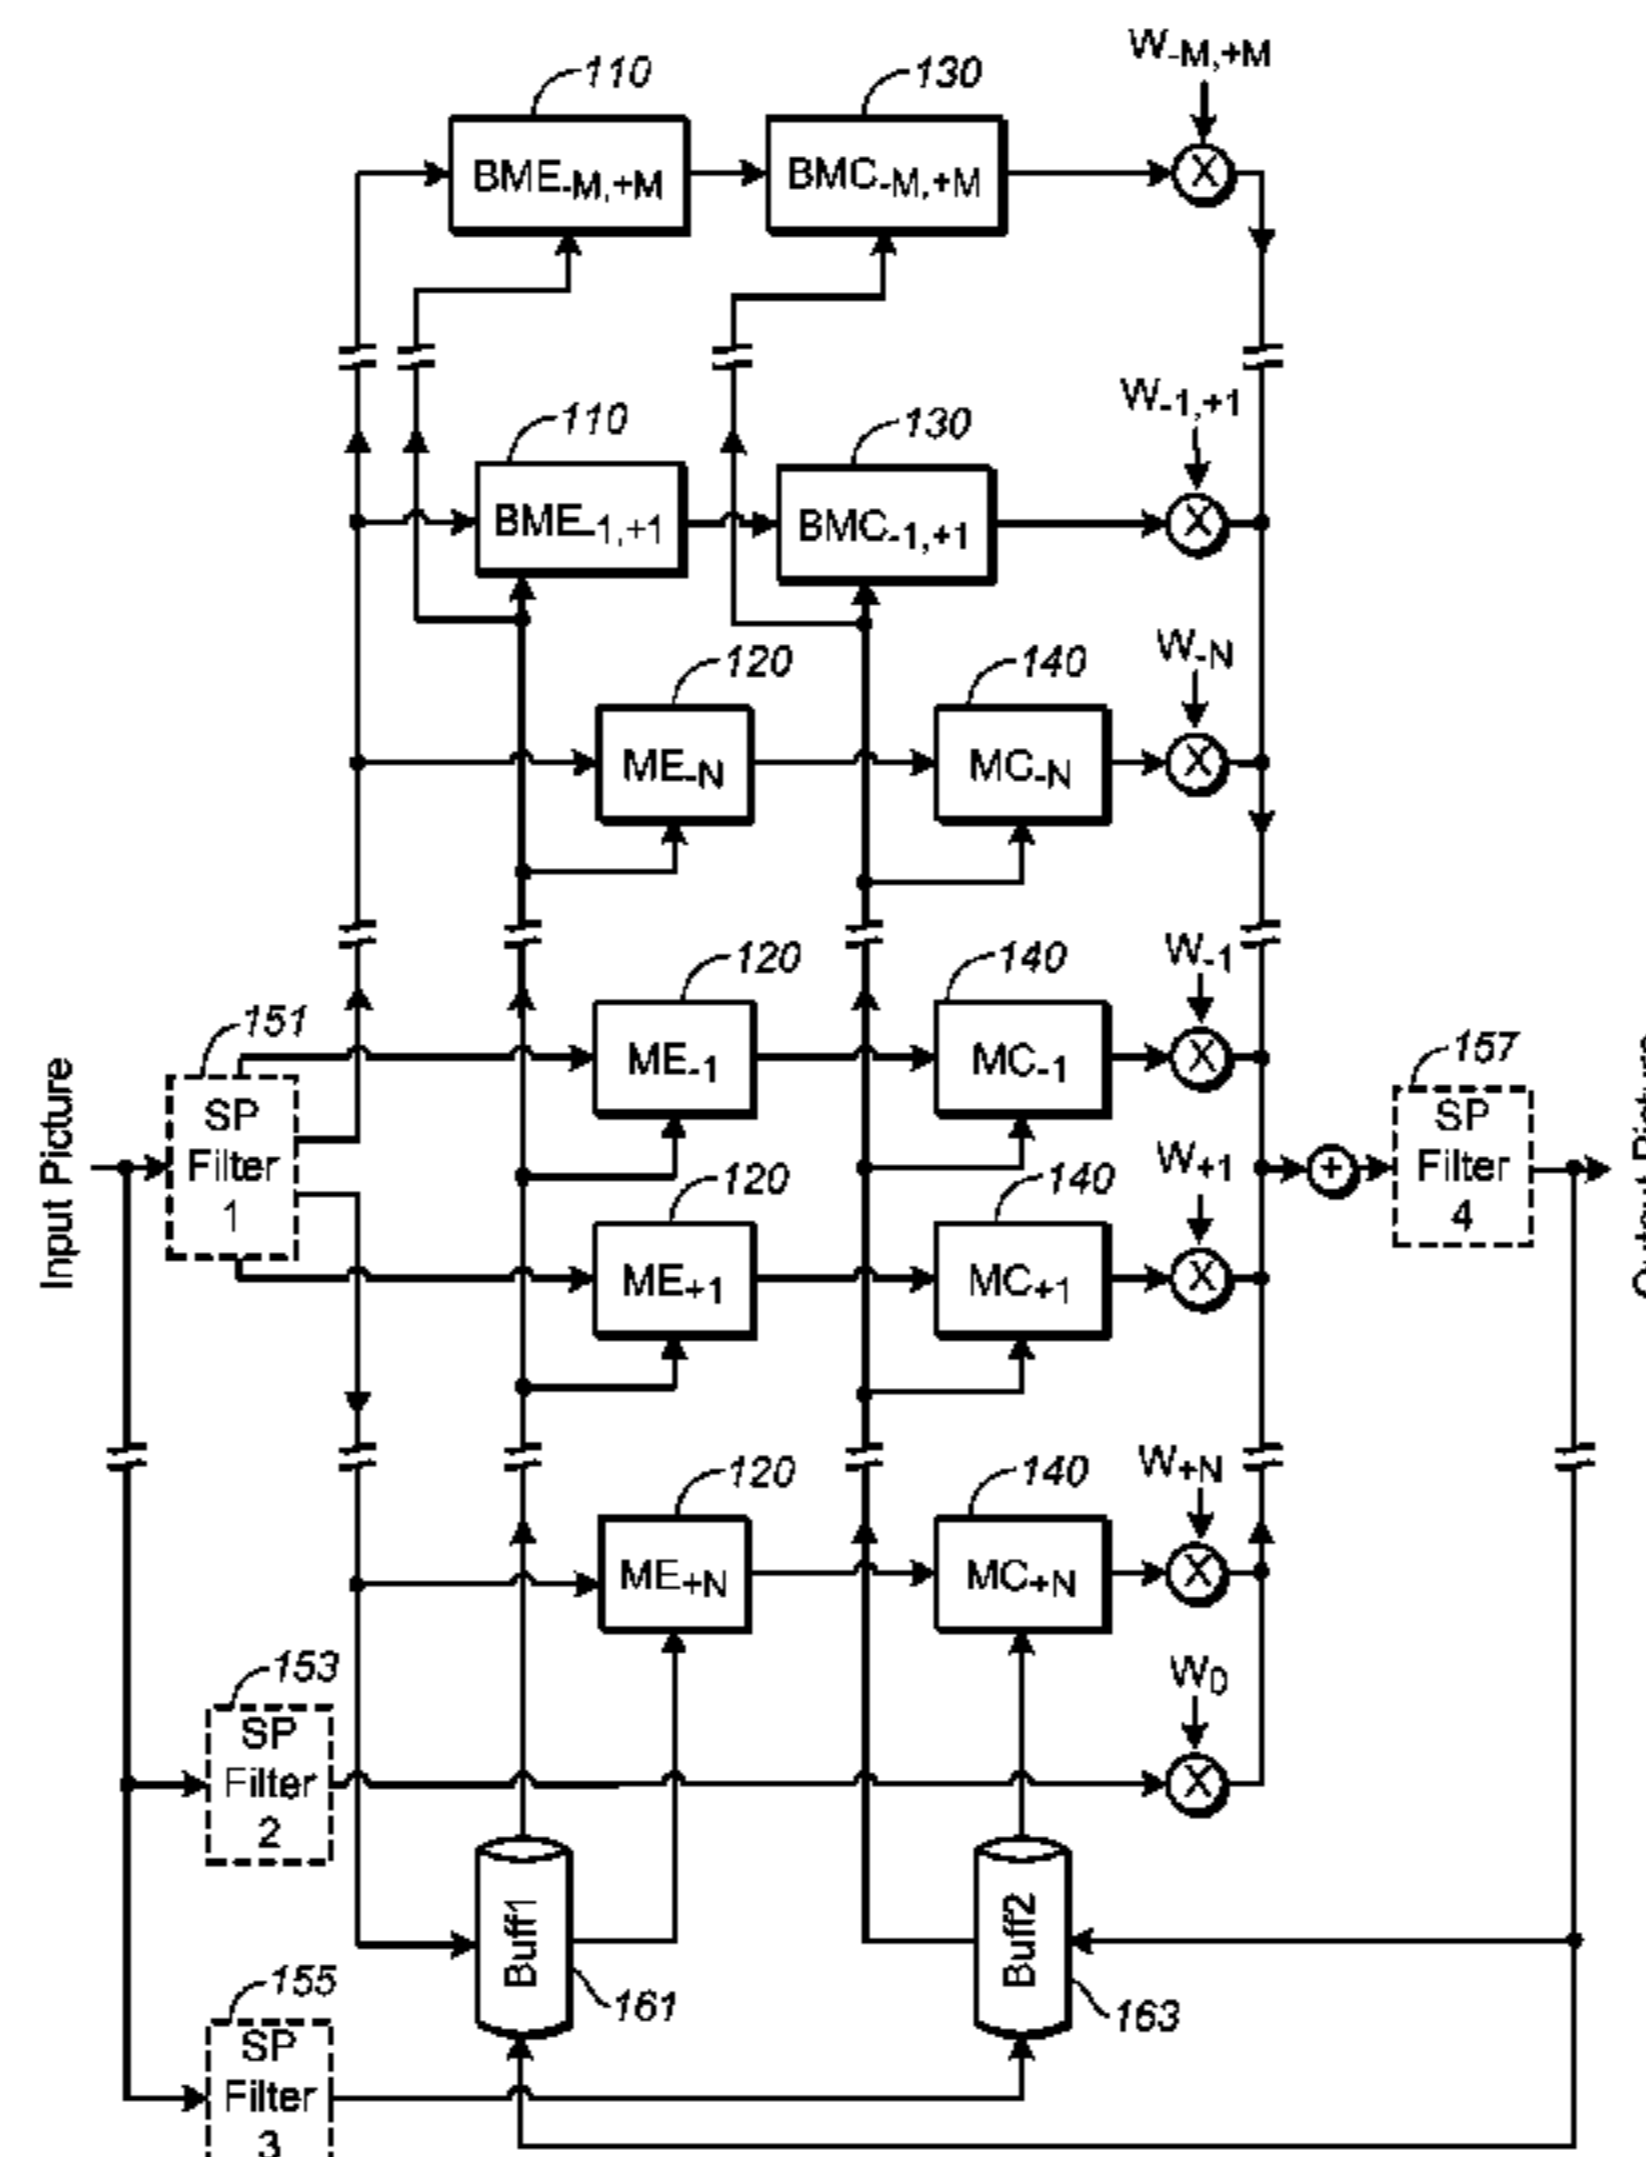 110
130
W-M,+M
BME-M,+M
BMC-M,+M
X
110
130
W-1,+1
BME-1,+1
BMC-1,+1
X
120
140
W-N
ME-N
MC-N
X
120
140
W-1
ME-1
MC-1
X
151
SP
Filter
1
Input Picture
157
SP
Filter
4
+
120
140
W+1
ME+1
MC+1
X
120
140
W+N
ME+N
MC+N
X
153
SP
Filter
2
W0
X
Buff1
161
Buff2
163
155
SP
Filter
3